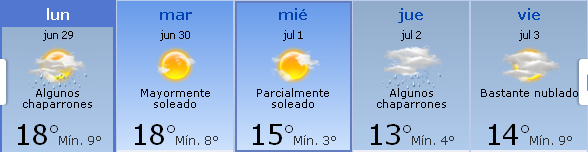 lun mar mié jue vie
jun 29 jun 30 jul 1 jul 2 jul 3
Algunos Mayormente Parcialmente Algunos Bastante nublado
chaparrones soleado soleado chaparrones
18° Mín. 9° 18° Mín. 8° 15° Mín. 3° 13° Mín. 4° 14° Mín. 9°